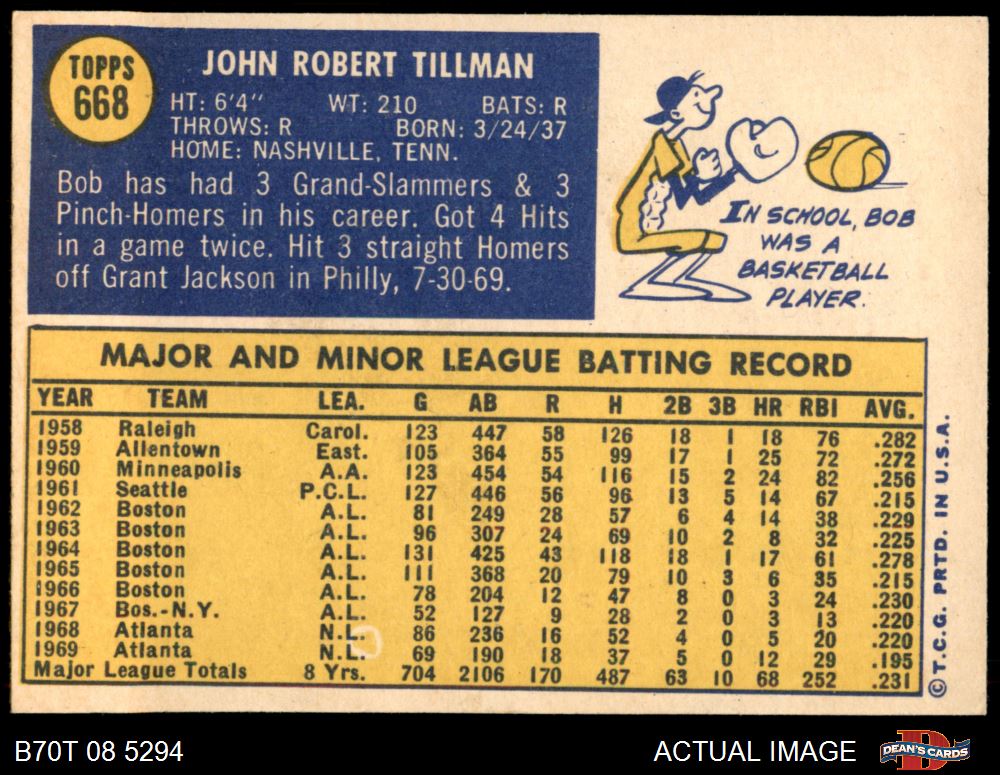 TOPPS
668
JOHN ROBERT TILLMAN
HT: 6'4" WT: 210 BATS: R
THROWS: R BORN: 3/24/37
HOME: NASHVILLE, TENN.
Bob has had 3 Grand-Slammers & 3
Pinch-Homers in his career. Got 4 Hits
in a game twice. Hit 3 straight Homers
off Grant Jackson in Philly, 7-30-69.
IN SCHOOL, BOB
WAS A
BASKETBALL
PLAYER.
MAJOR AND MINOR LEAGUE BATTING RECORD
YEAR TEAM LEA. G AB R H 2B 3B HR RBI AVG.
1958 Raleigh Carol. 123 447 58 126 18 1 18 76 .282
1959 Allentown East. 105 364 55 99 17 1 25 72 .272
1960 Minneapolis A.A. 123 454 54 116 15 2 24 82 .256
1961 Seattle P.C.L. 127 446 56 96 13 5 14 67 .215
1962 Boston A.L. 81 249 28 57 6 4 14 38 .229
1963 Boston A.L. 96 307 24 69 10 2 8 32 .225
1964 Boston A.L. 131 425 43 118 18 1 17 61 .278
1965 Boston A.L. 111 368 20 79 10 3 6 35 .215
1966 Boston A.L. 78 204 12 47 8 0 3 24 .230
1967 Bos.-N.Y. A.L. 52 127 9 28 2 0 3 13 .220
1968 Atlanta N.L. 86 236 16 52 4 0 5 20 .220
1969 Atlanta N.L. 69 190 18 37 5 0 12 29 .195
Major League Totals 8 Yrs. 704 2106 170 487 63 10 68 252 .231
© T.C.G. PRTD. IN U.S.A.
B70T 08 5294
ACTUAL IMAGE
D
DEAN'S CARDS